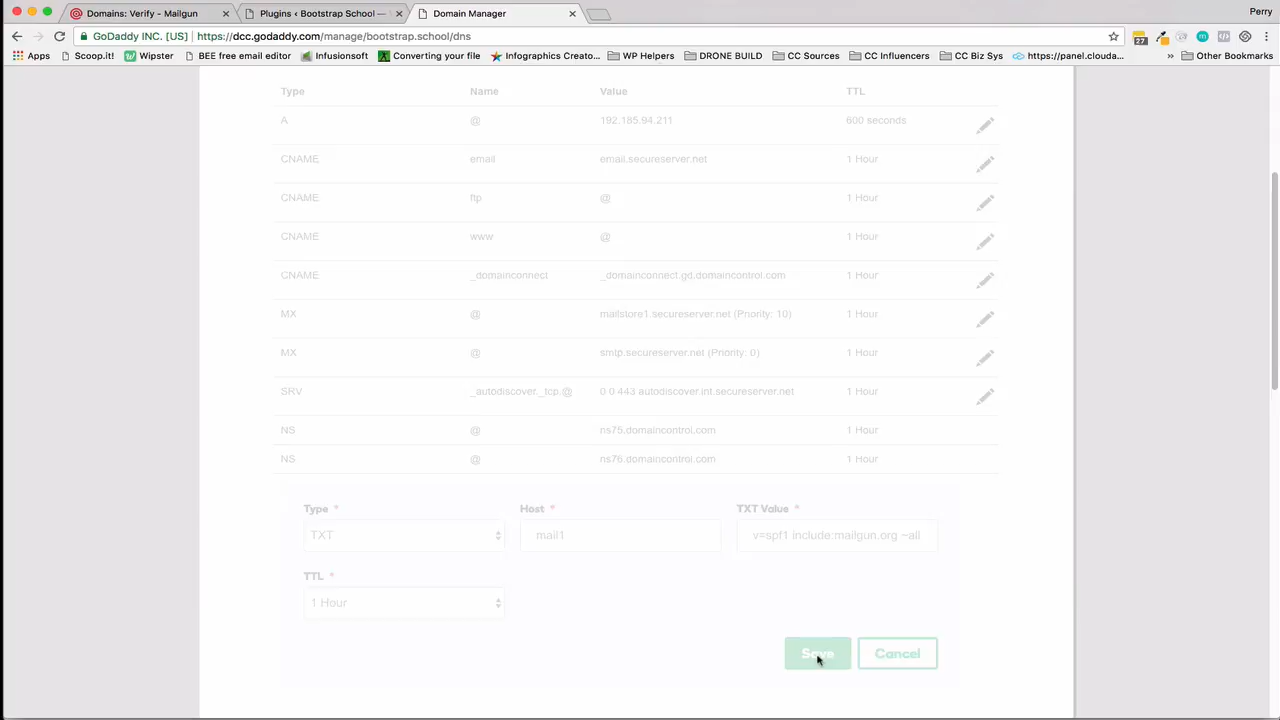 Domains: Verify - Mailgun
Plugins ‹ Bootstrap School — W
Domain Manager
Perry
GoDaddy INC. [US] https://dcc.godaddy.com/manage/bootstrap.school/dns
27
Apps Scoop.it! Wipster BEE free email editor Infusionsoft Converting your file Infographics Creato... WP Helpers DRONE BUILD CC Sources CC Influencers CC Biz Sys https://panel.clouda... » Other Bookmarks
Type Name Value TTL
A @ 192.185.94.211 600 seconds
CNAME email email.secureserver.net 1 Hour
CNAME ftp @ 1 Hour
CNAME www @ 1 Hour
CNAME _domainconnect _domainconnect.gd.domaincontrol.com 1 Hour
MX @ mailstore1.secureserver.net (Priority: 10) 1 Hour
MX @ smtp.secureserver.net (Priority: 0) 1 Hour
SRV _autodiscover._tcp.@ 0 0 443 autodiscover.int.secureserver.net 1 Hour
NS @ ns75.domaincontrol.com 1 Hour
NS @ ns76.domaincontrol.com 1 Hour
Type * Host * TXT Value *
TXT mail1 v=spf1 include:mailgun.org ~all
TTL *
1 Hour
Save Cancel